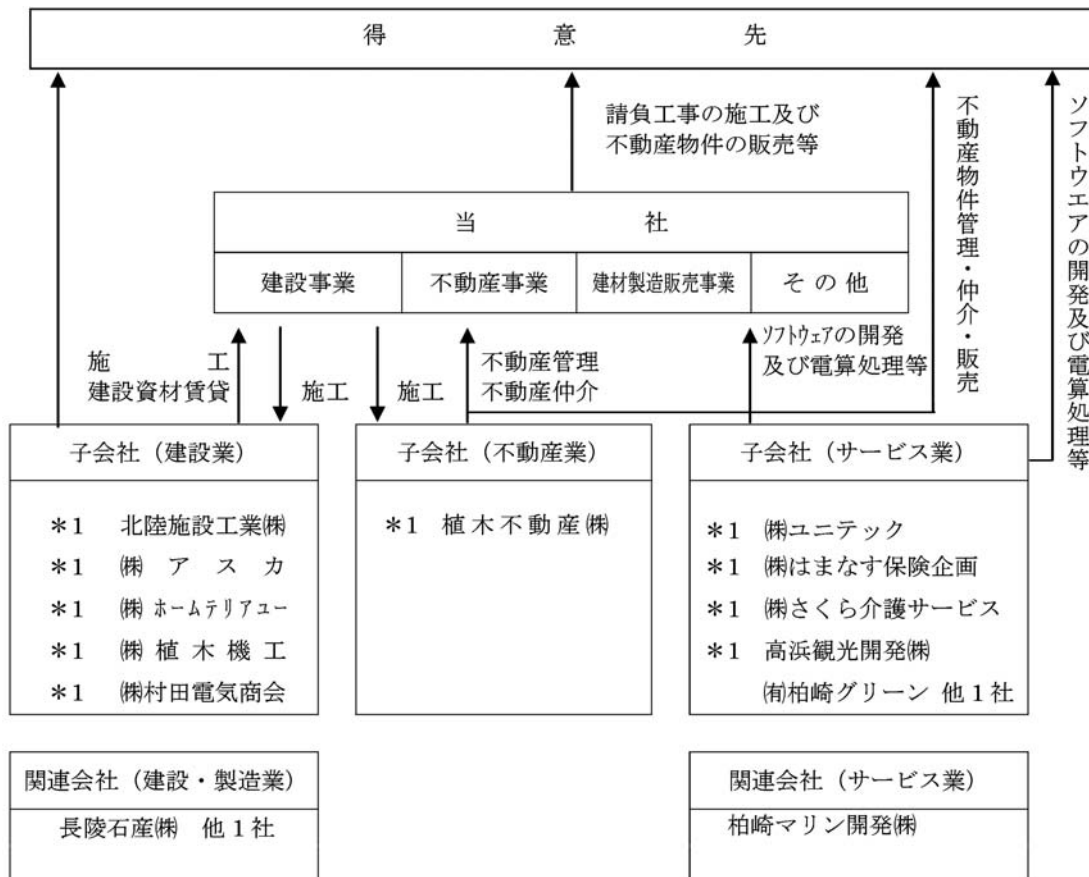 得意先
請負工事の施工及び
不動産物件の販売等
不動産物件管理・仲介・販売
ソフトウエアの開発及び電算処理等
当社
建設事業 不動産事業 建材製造販売事業 その他
施工
建設資材賃貸
施工
施工
不動産管理
不動産仲介
ソフトウェアの開発
及び電算処理等
子会社（建設業）
＊1 北陸施設工業㈱
＊1 ㈱アスカ
＊1 ㈱ホームテリアユー
＊1 ㈱植木機工
＊1 ㈱村田電気商会
子会社（不動産業）
＊1 植木不動産㈱
子会社（サービス業）
＊1 ㈱ユニテック
＊1 ㈱はまなす保険企画
＊1 ㈱さくら介護サービス
＊1 高浜観光開発㈱
㈲柏崎グリーン 他1社
関連会社（建設・製造業）
長陵石産㈱ 他1社
関連会社（サービス業）
柏崎マリン開発㈱